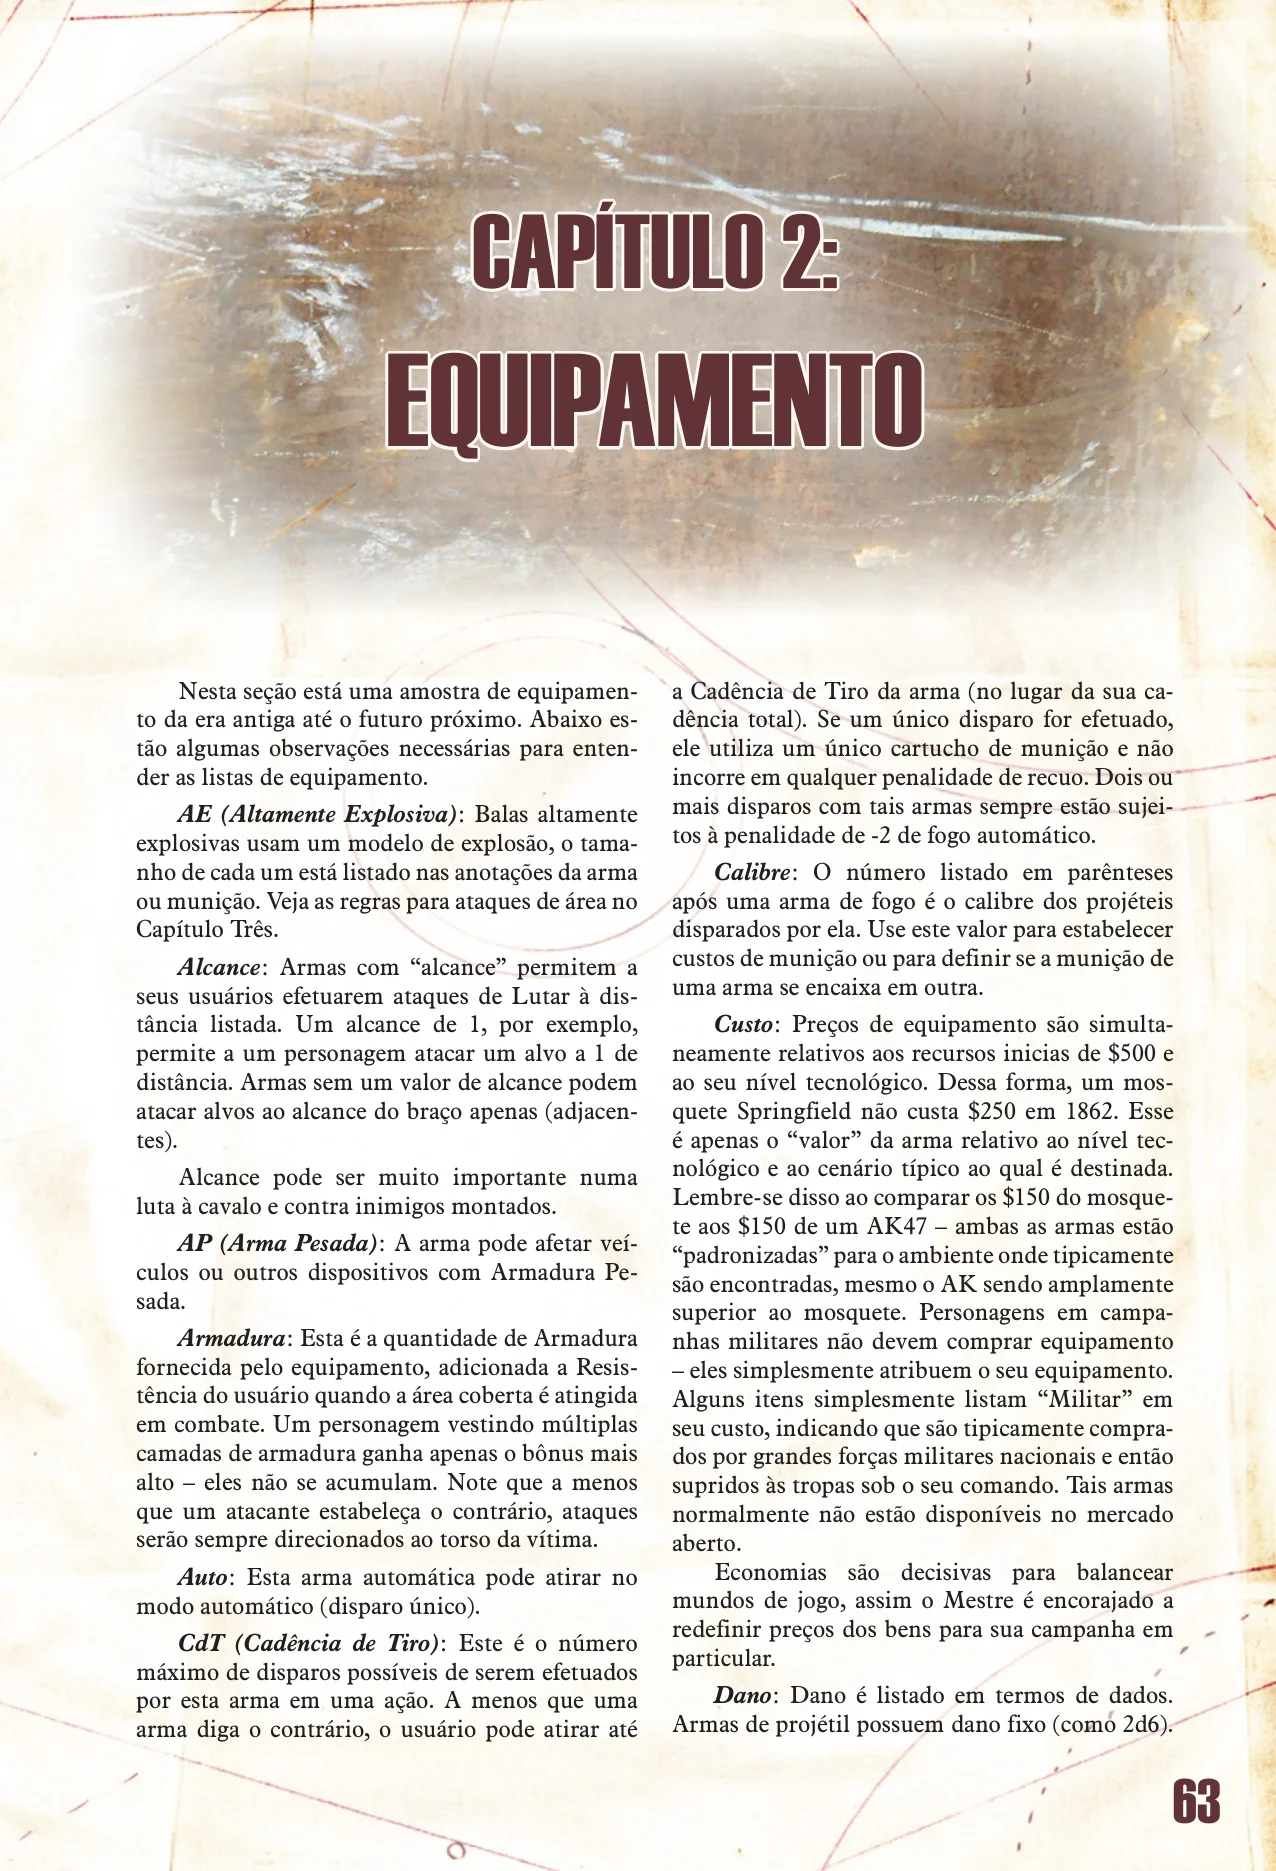 CAPÍTULO 2:
EQUIPAMENTO
Nesta seção está uma amostra de equipamen-
to da era antiga até o futuro próximo. Abaixo es-
tão algumas observações necessárias para enten-
der as listas de equipamento.
AE (Altamente Explosiva): Balas altamente
explosivas usam um modelo de explosão, o tama-
nho de cada um está listado nas anotações da arma
ou munição. Veja as regras para ataques de área no
Capítulo Três.
Alcance: Armas com “alcance” permitem a
seus usuários efetuarem ataques de Lutar à dis-
tância listada. Um alcance de 1, por exemplo,
permite a um personagem atacar um alvo a 1 de
distância. Armas sem um valor de alcance podem
atacar alvos ao alcance do braço apenas (adjacen-
tes).
Alcance pode ser muito importante numa
luta à cavalo e contra inimigos montados.
AP (Arma Pesada): A arma pode afetar veí-
culos ou outros dispositivos com Armadura Pe-
sada.
Armadura: Esta é a quantidade de Armadura
fornecida pelo equipamento, adicionada a Resis-
tência do usuário quando a área coberta é atingida
em combate. Um personagem vestindo múltiplas
camadas de armadura ganha apenas o bônus mais
alto – eles não se acumulam. Note que a menos
que um atacante estabeleça o contrário, ataques
serão sempre direcionados ao torso da vítima.
Auto: Esta arma automática pode atirar no
modo automático (disparo único).
CdT (Cadência de Tiro): Este é o número
máximo de disparos possíveis de serem efetuados
por esta arma em uma ação. A menos que uma
arma diga o contrário, o usuário pode atirar até
a Cadência de Tiro da arma (no lugar da sua ca-
dência total). Se um único disparo for efetuado,
ele utiliza um único cartucho de munição e não
incorre em qualquer penalidade de recuo. Dois ou
mais disparos com tais armas sempre estão sujei-
tos à penalidade de -2 de fogo automático.
Calibre: O número listado em parênteses
após uma arma de fogo é o calibre dos projéteis
disparados por ela. Use este valor para estabelecer
custos de munição ou para definir se a munição de
uma arma se encaixa em outra.
Custo: Preços de equipamento são simulta-
neamente relativos aos recursos inicias de $500 e
ao seu nível tecnológico. Dessa forma, um mos-
quete Springfield não custa $250 em 1862. Esse
é apenas o “valor” da arma relativo ao nível tec-
nológico e ao cenário típico ao qual é destinada.
Lembre-se disso ao comparar os $150 do mosque-
te aos $150 de um AK47 – ambas as armas estão
“padronizadas” para o ambiente onde tipicamente
são encontradas, mesmo o AK sendo amplamente
superior ao mosquete. Personagens em campa-
nhas militares não devem comprar equipamento
– eles simplesmente atribuem o seu equipamento.
Alguns itens simplesmente listam “Militar” em
seu custo, indicando que são tipicamente compra-
dos por grandes forças militares nacionais e então
supridos às tropas sob o seu comando. Tais armas
normalmente não estão disponíveis no mercado
aberto.
Economias são decisivas para balancear
mundos de jogo, assim o Mestre é encorajado a
redefinir preços dos bens para sua campanha em
particular.
Dano: Dano é listado em termos de dados.
Armas de projétil possuem dano fixo (como 2d6).
63